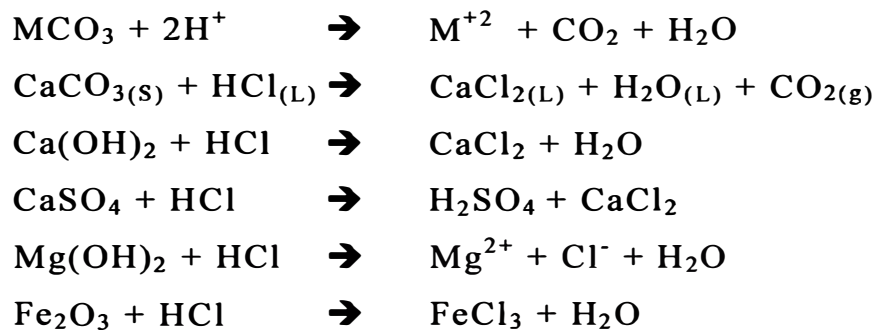 MCO₃ + 2H⁺ ➔ M⁺² + CO₂ + H₂O
CaCO₃₍S₎ + HCl₍L₎ ➔ CaCl₂₍L₎ + H₂O₍L₎ + CO₂₍g₎
Ca(OH)₂ + HCl ➔ CaCl₂ + H₂O
CaSO₄ + HCl ➔ H₂SO₄ + CaCl₂
Mg(OH)₂ + HCl ➔ Mg²⁺ + Cl⁻ + H₂O
Fe₂O₃ + HCl ➔ FeCl₃ + H₂O